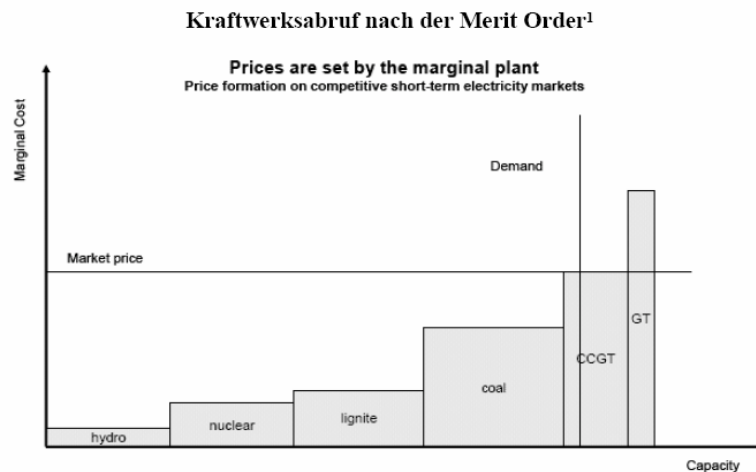 Kraftwerksabruf nach der Merit Order¹
Prices are set by the marginal plant
Price formation on competitive short-term electricity markets
Marginal Cost
Demand
Market price
GT
CCGT
coal
lignite
nuclear
hydro
Capacity